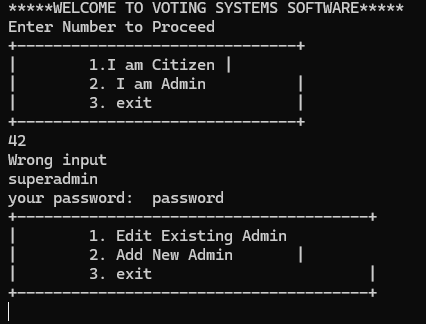 *****WELCOME TO VOTING SYSTEMS SOFTWARE*****
Enter Number to Proceed
+-------------------------------+
|        1.I am Citizen |
|        2. I am Admin          |
|        3. exit                |
+-------------------------------+
42
Wrong input
superadmin
your password:  password
+---------------------------------------+
|        1. Edit Existing Admin
|        2. Add New Admin       |
|        3. exit                        |
+---------------------------------------+